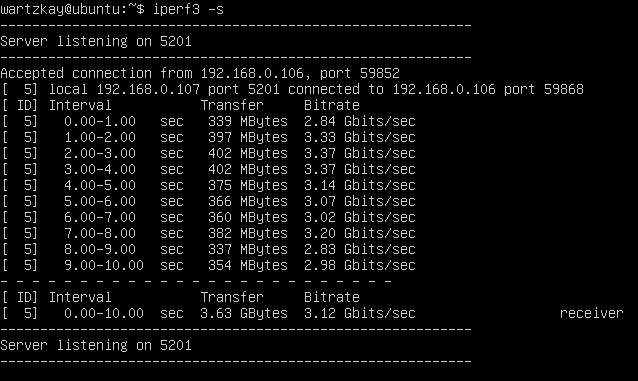 wartzkay@ubuntu:~$ iperf3 -s
-----------------------------------------------------------
Server listening on 5201
-----------------------------------------------------------
Accepted connection from 192.168.0.106, port 59852
[  5] local 192.168.0.107 port 5201 connected to 192.168.0.106 port 59868
[ ID] Interval           Transfer     Bitrate
[  5]   0.00-1.00   sec   339 MBytes  2.84 Gbits/sec
[  5]   1.00-2.00   sec   397 MBytes  3.33 Gbits/sec
[  5]   2.00-3.00   sec   402 MBytes  3.37 Gbits/sec
[  5]   3.00-4.00   sec   402 MBytes  3.37 Gbits/sec
[  5]   4.00-5.00   sec   375 MBytes  3.14 Gbits/sec
[  5]   5.00-6.00   sec   366 MBytes  3.07 Gbits/sec
[  5]   6.00-7.00   sec   360 MBytes  3.02 Gbits/sec
[  5]   7.00-8.00   sec   382 MBytes  3.20 Gbits/sec
[  5]   8.00-9.00   sec   337 MBytes  2.83 Gbits/sec
[  5]   9.00-10.00  sec   354 MBytes  2.98 Gbits/sec
- - - - - - - - - - - - - - - - - - - - - - - - -
[ ID] Interval           Transfer     Bitrate
[  5]   0.00-10.00  sec  3.63 GBytes  3.12 Gbits/sec                  receiver
-----------------------------------------------------------
Server listening on 5201
-----------------------------------------------------------